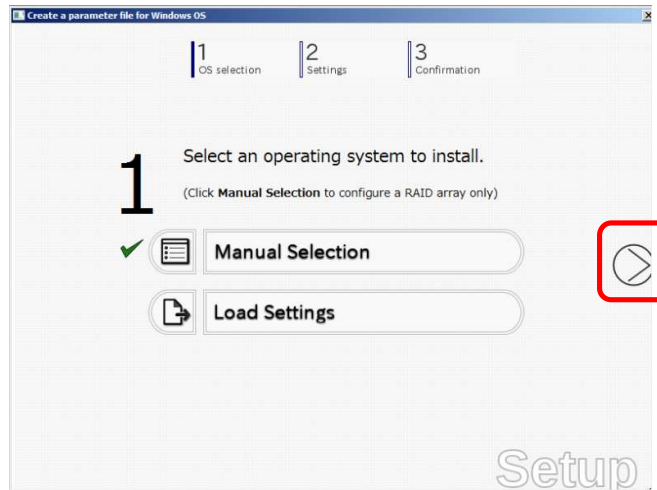 Create a parameter file for Windows OS
1 2 3
OS selection Settings Confirmation
1
Select an operating system to install.
(Click Manual Selection to configure a RAID array only)
Manual Selection
Load Settings
Setup